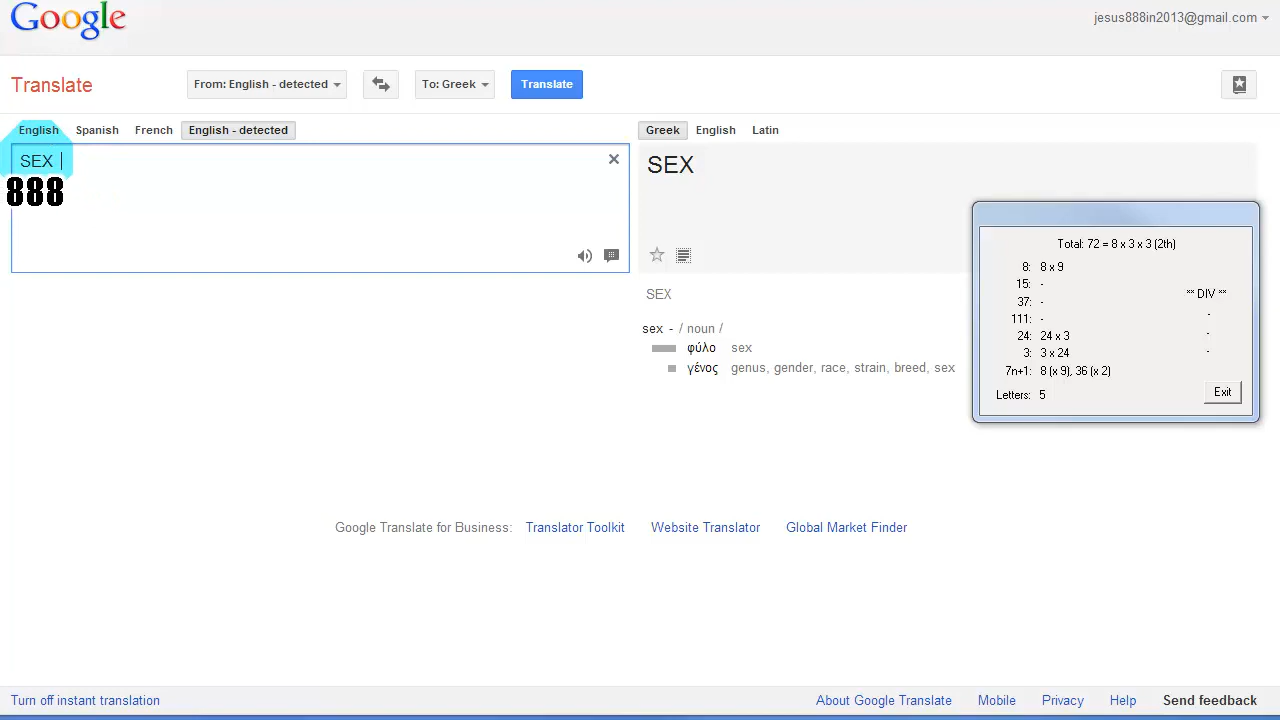 Google
jesus888in2013@gmail.com
Translate
From: English - detected
To: Greek
Translate
English Spanish French English - detected
Greek English Latin
SEX
888
SEX
SEX
sex - / noun /
φύλο sex
γένος genus, gender, race, strain, breed, sex
Total: 72 = 8 x 3 x 3 (2th)
8: 8 x 9
15: -
** DIV **
37: -
-
111: -
-
24: 24 x 3
3: 3 x 24
-
7n+1: 8 (x 9), 36 (x 2)
Letters: 5
Exit
Google Translate for Business: Translator Toolkit Website Translator Global Market Finder
Turn off instant translation
About Google Translate Mobile Privacy Help Send feedback